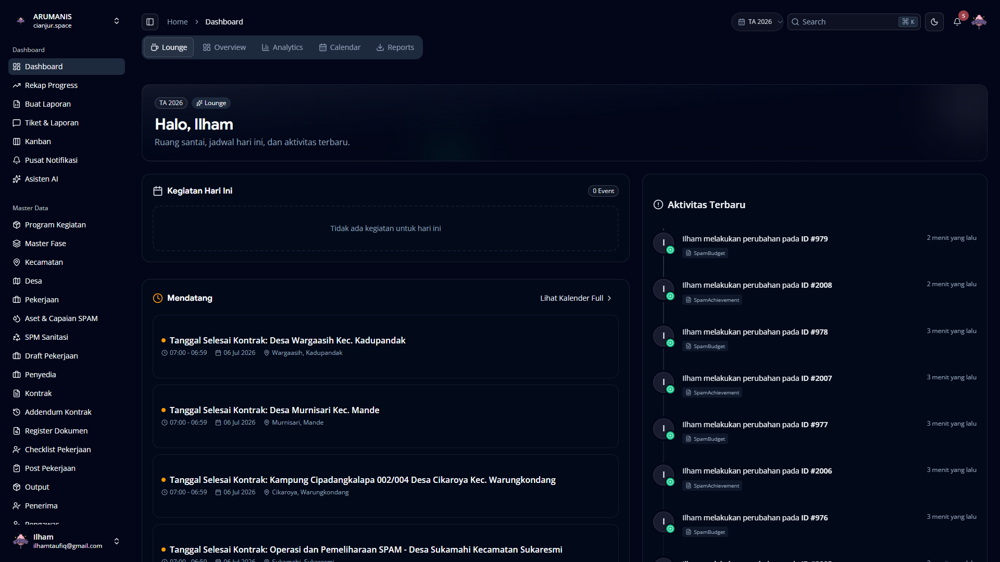 ARUMANIS
cianjur.space
Dashboard
Dashboard
Rekap Progress
Buat Laporan
Tiket & Laporan
Kanban
Pusat Notifikasi
Asisten AI
Master Data
Program Kegiatan
Master Fase
Kecamatan
Desa
Pekerjaan
Aset & Capaian SPAM
SPM Sanitasi
Draft Pekerjaan
Penyedia
Kontrak
Addendum Kontrak
Register Dokumen
Checklist Pekerjaan
Post Pekerjaan
Output
Penerima
Pengawas
Ilham
ilhamtaufiq@gmail.com
Home > Dashboard
TA 2026
Search
⌘ K
5
Lounge
Overview
Analytics
Calendar
Reports
TA 2026
Lounge
Halo, Ilham
Ruang santai, jadwal hari ini, dan aktivitas terbaru.
Kegiatan Hari Ini
0 Event
Tidak ada kegiatan untuk hari ini
Mendatang
Lihat Kalender Full
Tanggal Selesai Kontrak: Desa Wargaasih Kec. Kadupandak
07:00 - 06:59 06 Jul 2026 Wargaasih, Kadupandak
Tanggal Selesai Kontrak: Desa Murnisari Kec. Mande
07:00 - 06:59 06 Jul 2026 Murnisari, Mande
Tanggal Selesai Kontrak: Kampung Cipadangkalapa 002/004 Desa Cikaroya Kec. Warungkondang
07:00 - 06:59 06 Jul 2026 Cikaroya, Warungkondang
Tanggal Selesai Kontrak: Operasi dan Pemeliharaan SPAM - Desa Sukamahi Kecamatan Sukaresmi
07:00 - 06:59 06 Jul 2026 Sukamahi, Sukaresmi
Aktivitas Terbaru
I
Ilham melakukan perubahan pada ID #979
2 menit yang lalu
SpamBudget
I
Ilham melakukan perubahan pada ID #2008
2 menit yang lalu
SpamAchievement
I
Ilham melakukan perubahan pada ID #978
3 menit yang lalu
SpamBudget
I
Ilham melakukan perubahan pada ID #2007
3 menit yang lalu
SpamAchievement
I
Ilham melakukan perubahan pada ID #977
3 menit yang lalu
SpamBudget
I
Ilham melakukan perubahan pada ID #2006
3 menit yang lalu
SpamAchievement
I
Ilham melakukan perubahan pada ID #976
3 menit yang lalu
SpamBudget